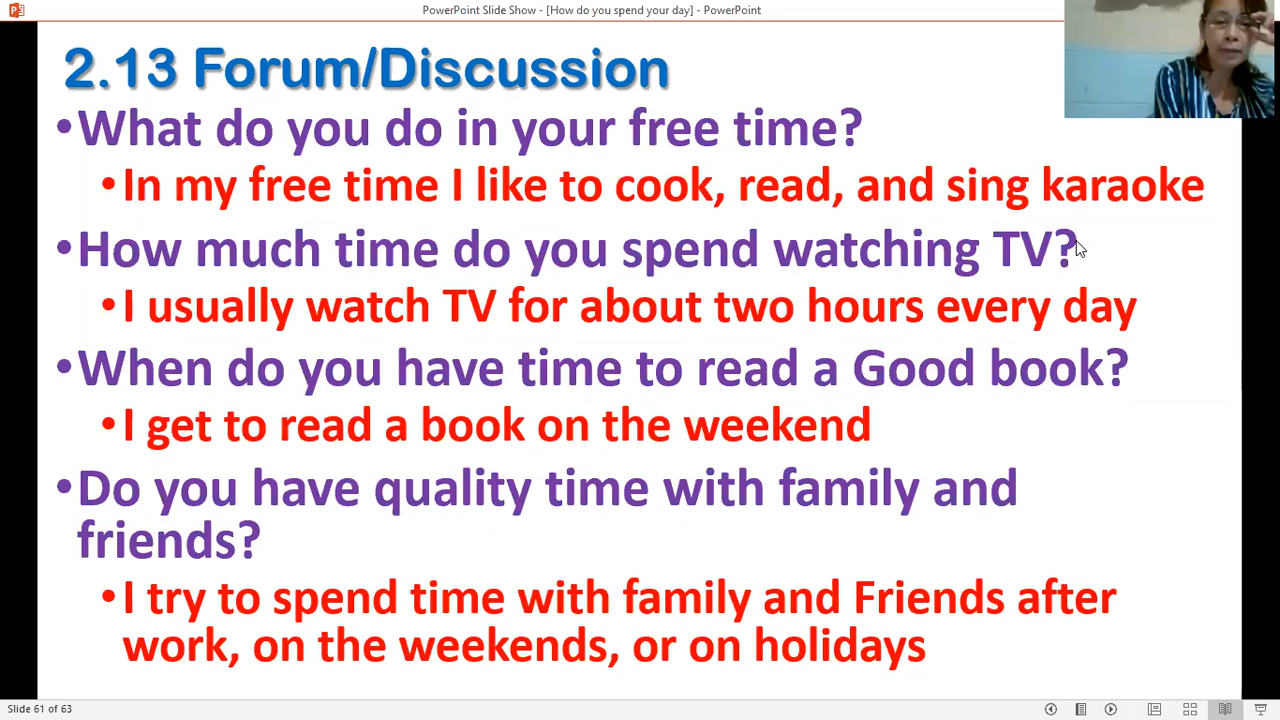 PowerPoint Slide Show - [How do you spend your day] - PowerPoint
2.13 Forum/Discussion
•What do you do in your free time?
•In my free time I like to cook, read, and sing karaoke
•How much time do you spend watching TV?
•I usually watch TV for about two hours every day
•When do you have time to read a Good book?
•I get to read a book on the weekend
•Do you have quality time with family and
friends?
•I try to spend time with family and Friends after
work, on the weekends, or on holidays
Slide 61 of 63